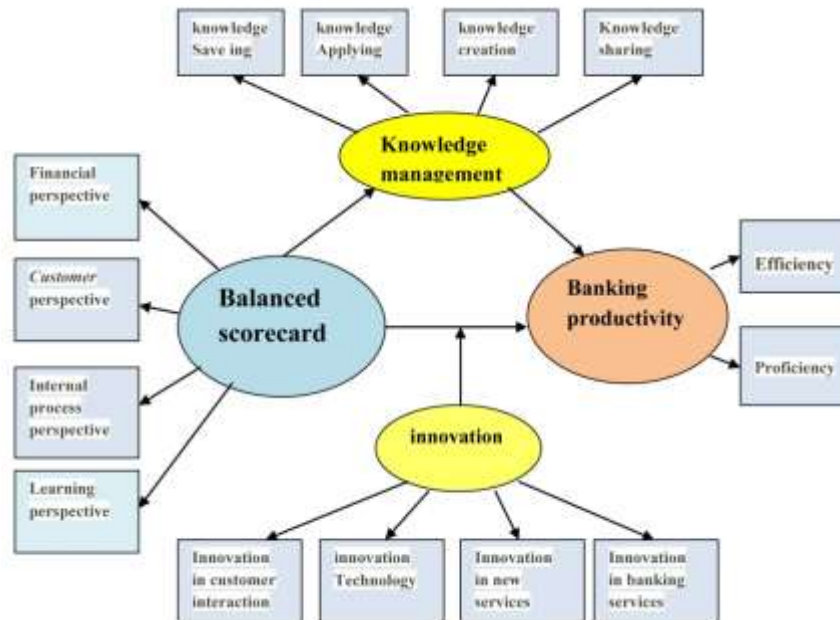 knowledge
Save ing
knowledge
Applying
knowledge
creation
Knowledge
sharing
Knowledge
management
Financial
perspective
Customer
perspective
Internal
process
perspective
Learning
perspective
Balanced
scorecard
Banking
productivity
Efficiency
Proficiency
innovation
Innovation
in customer
interaction
innovation
Technology
Innovation
in new
services
Innovation
in banking
services